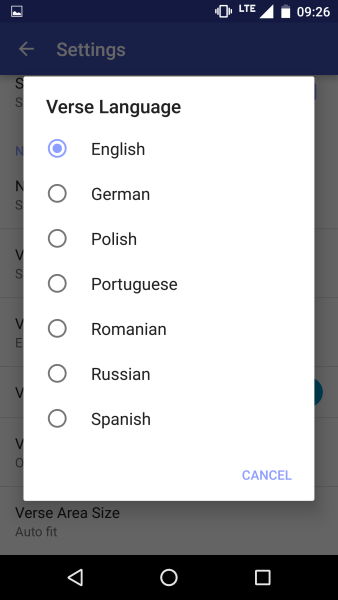 LTE 09:26
Settings
Verse Language
English
German
Polish
Portuguese
Romanian
Russian
Spanish
CANCEL
Verse Area Size
Auto fit